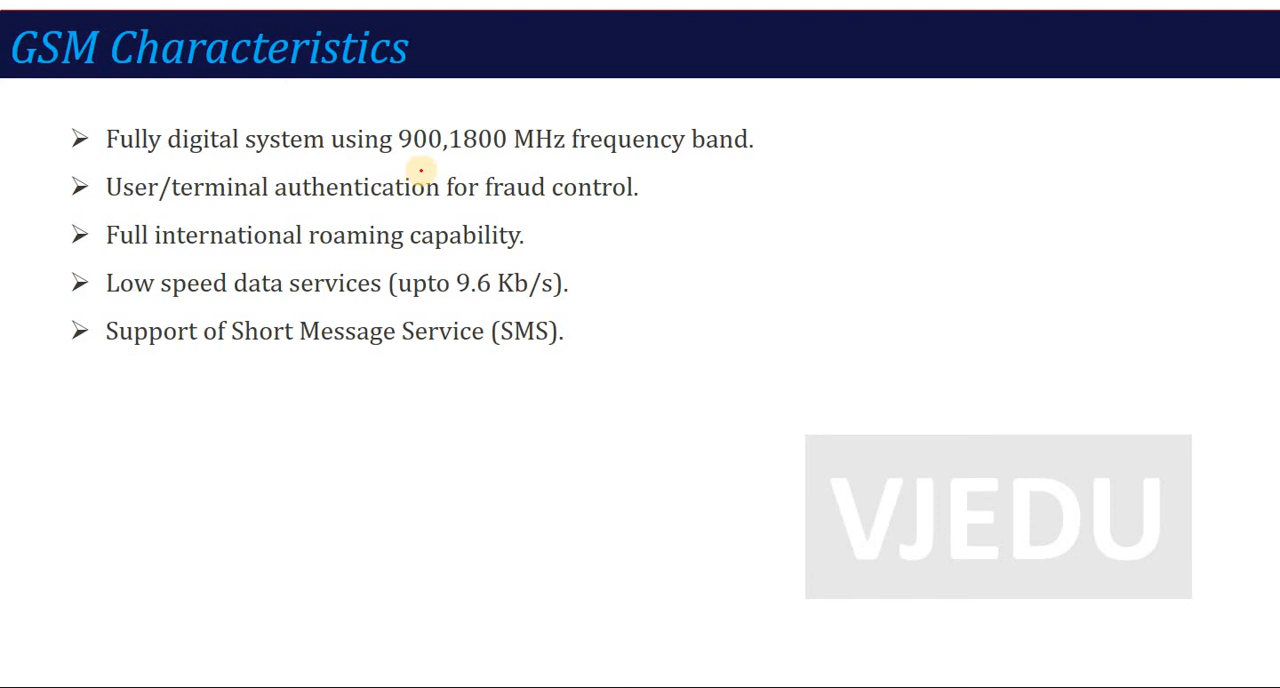 GSM Characteristics
➢ Fully digital system using 900,1800 MHz frequency band.
➢ User/terminal authentication for fraud control.
➢ Full international roaming capability.
➢ Low speed data services (upto 9.6 Kb/s).
➢ Support of Short Message Service (SMS).
VJEDU